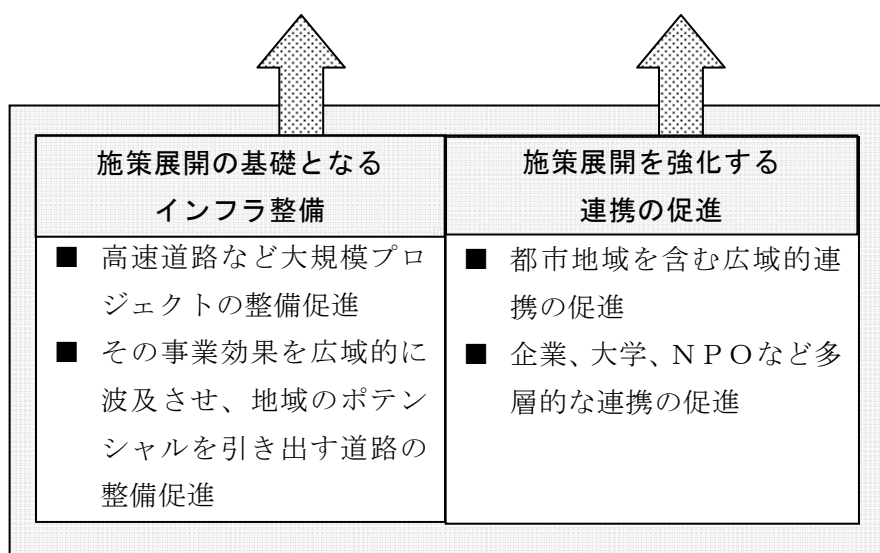 施策展開の基礎となる
インフラ整備
■ 高速道路など大規模プロ
ジェクトの整備促進
■ その事業効果を広域的に
波及させ、地域のポテン
シャルを引き出す道路の
整備促進
施策展開を強化する
連携の促進
■ 都市地域を含む広域的連
携の促進
■ 企業、大学、ＮＰＯなど多
層的な連携の促進